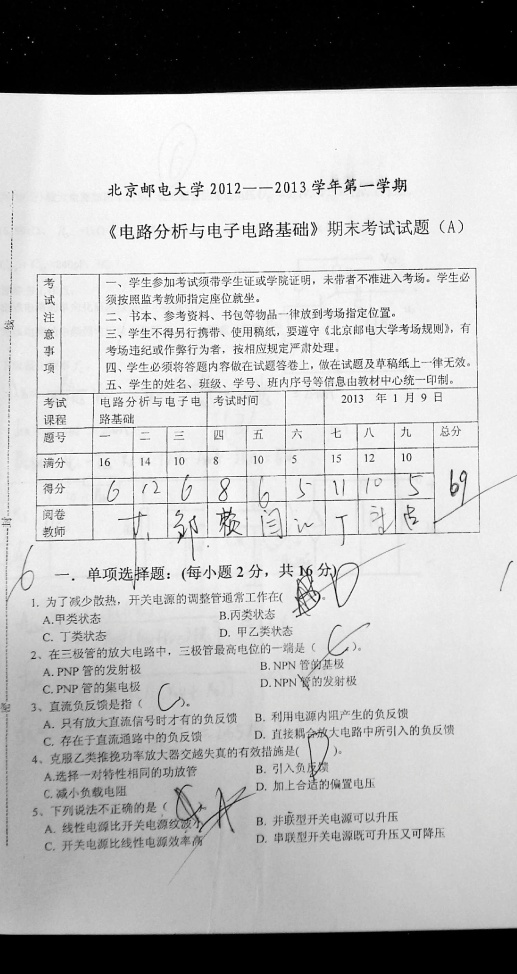 北京邮电大学 2012——2013 学年第一学期
《电路分析与电子电路基础》期末考试试题（A）
考试注意事项
一、学生参加考试须带学生证或学院证明，未带者不准进入考场。学生必
须按照监考教师指定座位就坐。
二、书本、参考资料、书包等物品一律放到考场指定位置。
三、学生不得另行携带、使用稿纸，要遵守《北京邮电大学考场规则》，有
考场违纪或作弊行为者，按相应规定严肃处理。
四、学生必须将答题内容做在试题答卷上，做在试题及草稿纸上一律无效。
五、学生的姓名、班级、学号、班内序号等信息由教材中心统一印制。
考试课程 电路分析与电子电路基础 考试时间 2013 年 1 月 9 日
题号 一 二 三 四 五 六 七 八 九 总分
满分 16 14 10 8 10 5 15 12 10
得分 6 12 6 8 6 5 11 10 5 69
阅卷教师 邹 赖 闫 丁
6
一．单项选择题：(每小题 2 分，共 16 分)
1. 为了减少散热，开关电源的调整管通常工作在( D )。
A.甲类状态 B.丙类状态
C. 丁类状态 D. 甲乙类状态
2、在三极管的放大电路中，三极管最高电位的一端是（ C ）。
A. PNP 管的发射极 B. NPN 管的基极
C. PNP 管的集电极 D. NPN 管的发射极
3、直流负反馈是指（ C ）。
A. 只有放大直流信号时才有的负反馈 B. 利用电源内阻产生的负反馈
C. 存在于直流通路中的负反馈 D. 直接耦合放大电路中所引入的负反馈
4．克服乙类推挽功率放大器交越失真的有效措施是( D )。
A.选择一对特性相同的功放管 B. 引入负反馈
C.减小负载电阻 D. 加上合适的偏置电压
5、下列说法不正确的是（ A
A. 线性电源比开关电源纹波小 B. 并联型开关电源可以升压
C. 开关电源比线性电源效率高 D. 串联型开关电源既可升压又可降压